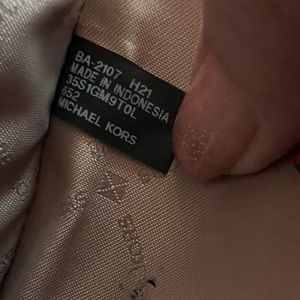 BA-2107 H21
MADE IN INDONESIA
35S1GM9T0L
652
MICHAEL KORS